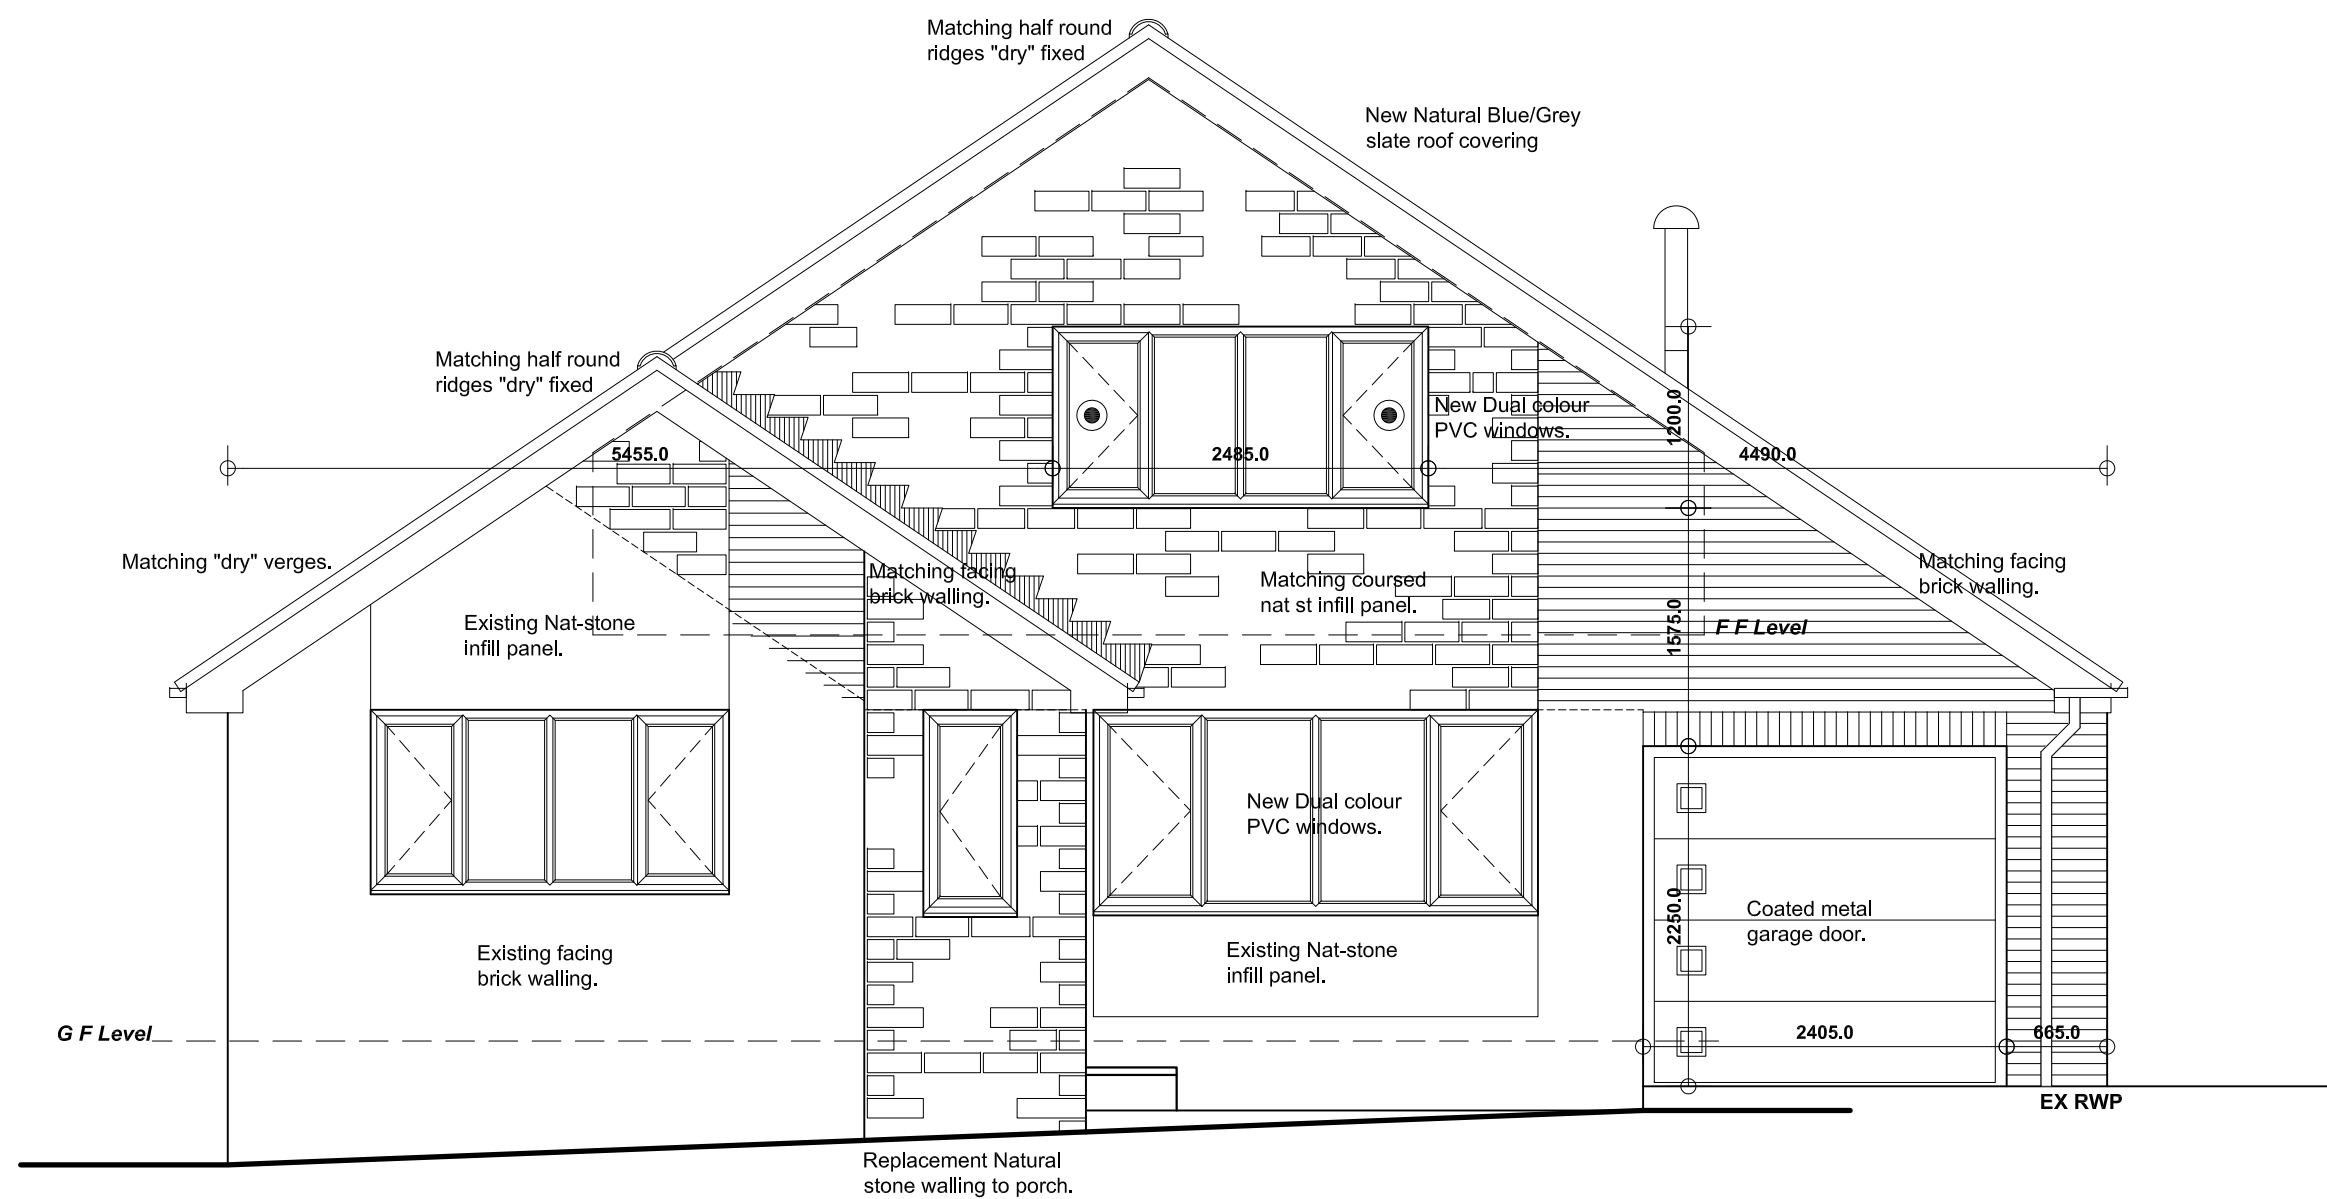 Matching half round
ridges "dry" fixed
New Natural Blue/Grey
slate roof covering
Matching half round
ridges "dry" fixed
New Dual colour
PVC windows.
1200.0
5455.0
2485.0
4490.0
Matching "dry" verges.
Matching facing
brick walling.
Matching coursed
nat st infill panel.
Matching facing
brick walling.
Existing Nat-stone
infill panel.
1575.0
F F Level
New Dual colour
PVC windows.
2250.0
Coated metal
garage door.
Existing facing
brick walling.
Existing Nat-stone
infill panel.
G F Level
2405.0
665.0
EX RWP
Replacement Natural
stone walling to porch.